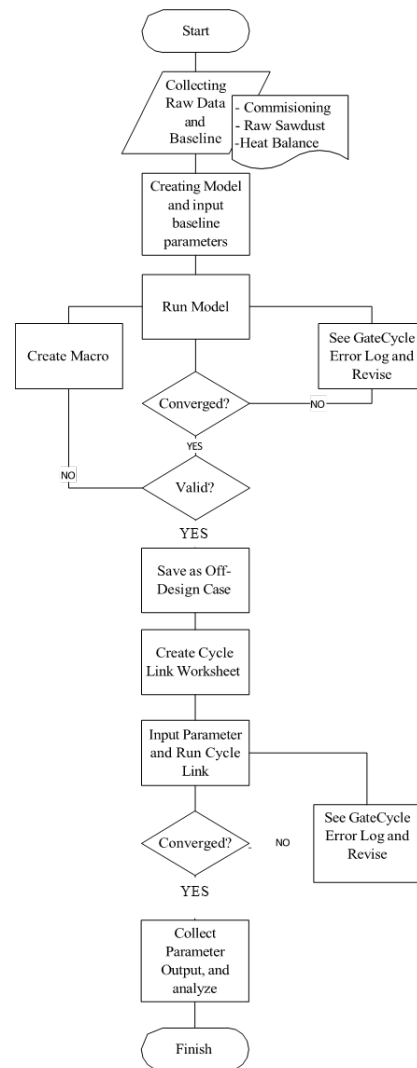 Start
Collecting
Raw Data
and
Baseline
- Commisioning
- Raw Sawdust
-Heat Balance
Creating Model
and input
baseline
parameters
Run Model
Create Macro
See GateCycle
Error Log and
Revise
Converged?
NO
YES
NO
Valid?
YES
Save as Off-
Design Case
Create Cycle
Link Worksheet
Input Parameter
and Run Cycle
Link
See GateCycle
Error Log and
Revise
Converged?
NO
YES
Collect
Parameter
Output, and
analyze
Finish